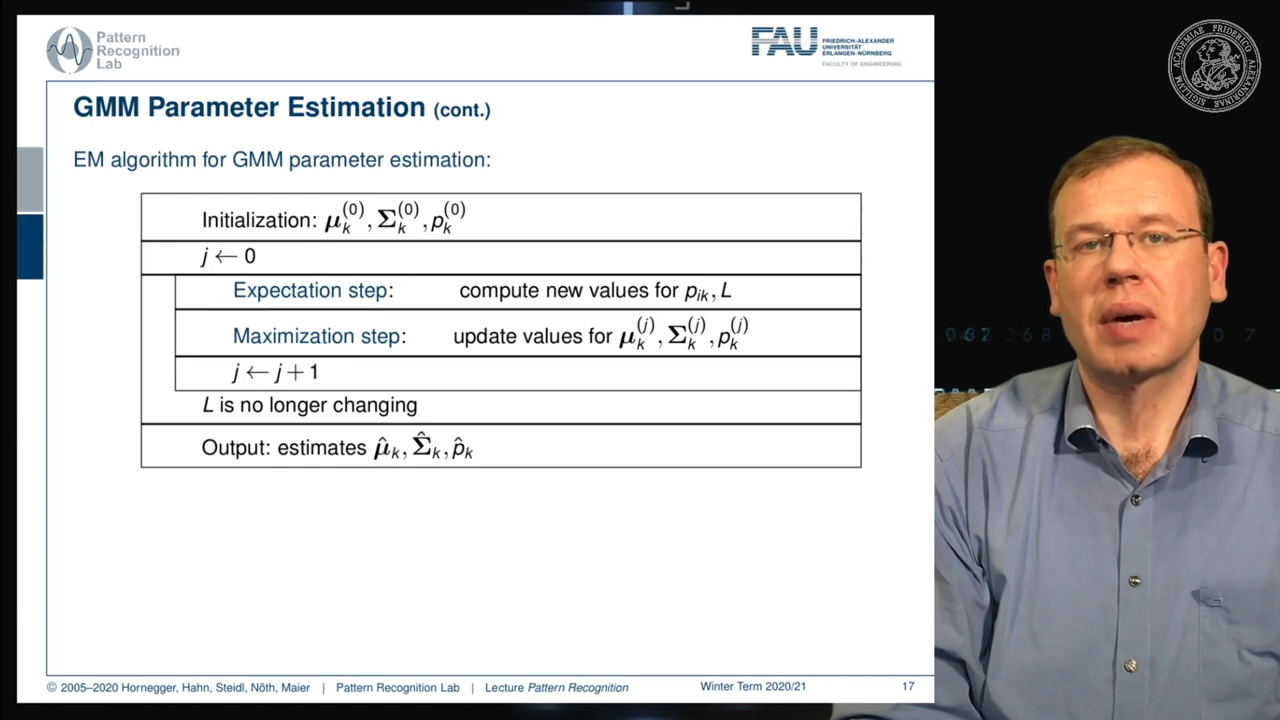 Pattern
Recognition
Lab
FAU
FRIEDRICH-ALEXANDER
UNIVERSITÄT
ERLANGEN-NÜRNBERG
FACULTY OF ENGINEERING
GMM Parameter Estimation (cont.)
EM algorithm for GMM parameter estimation:
Initialization: μ_k^(0), Σ_k^(0), p_k^(0)
j ← 0
Expectation step: compute new values for p_ik, L
Maximization step: update values for μ_k^(j), Σ_k^(j), p_k^(j)
j ← j + 1
L is no longer changing
Output: estimates μ̂_k, Σ̂_k, p̂_k
© 2005–2020 Hornegger, Hahn, Steidl, Nöth, Maier | Pattern Recognition Lab | Lecture Pattern Recognition Winter Term 2020/21 17